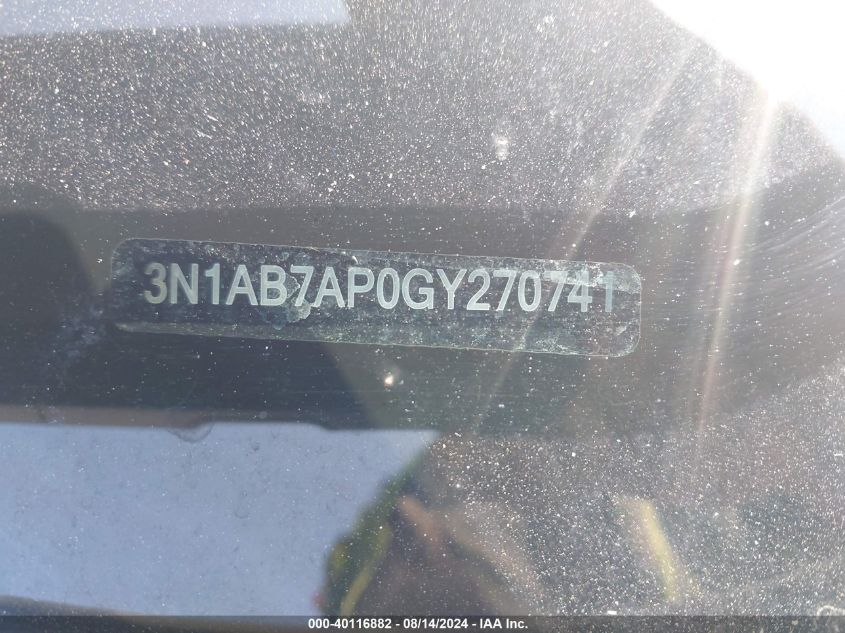 3N1AB7AP0GY270741
000-40116882 - 08/14/2024 - IAA Inc.